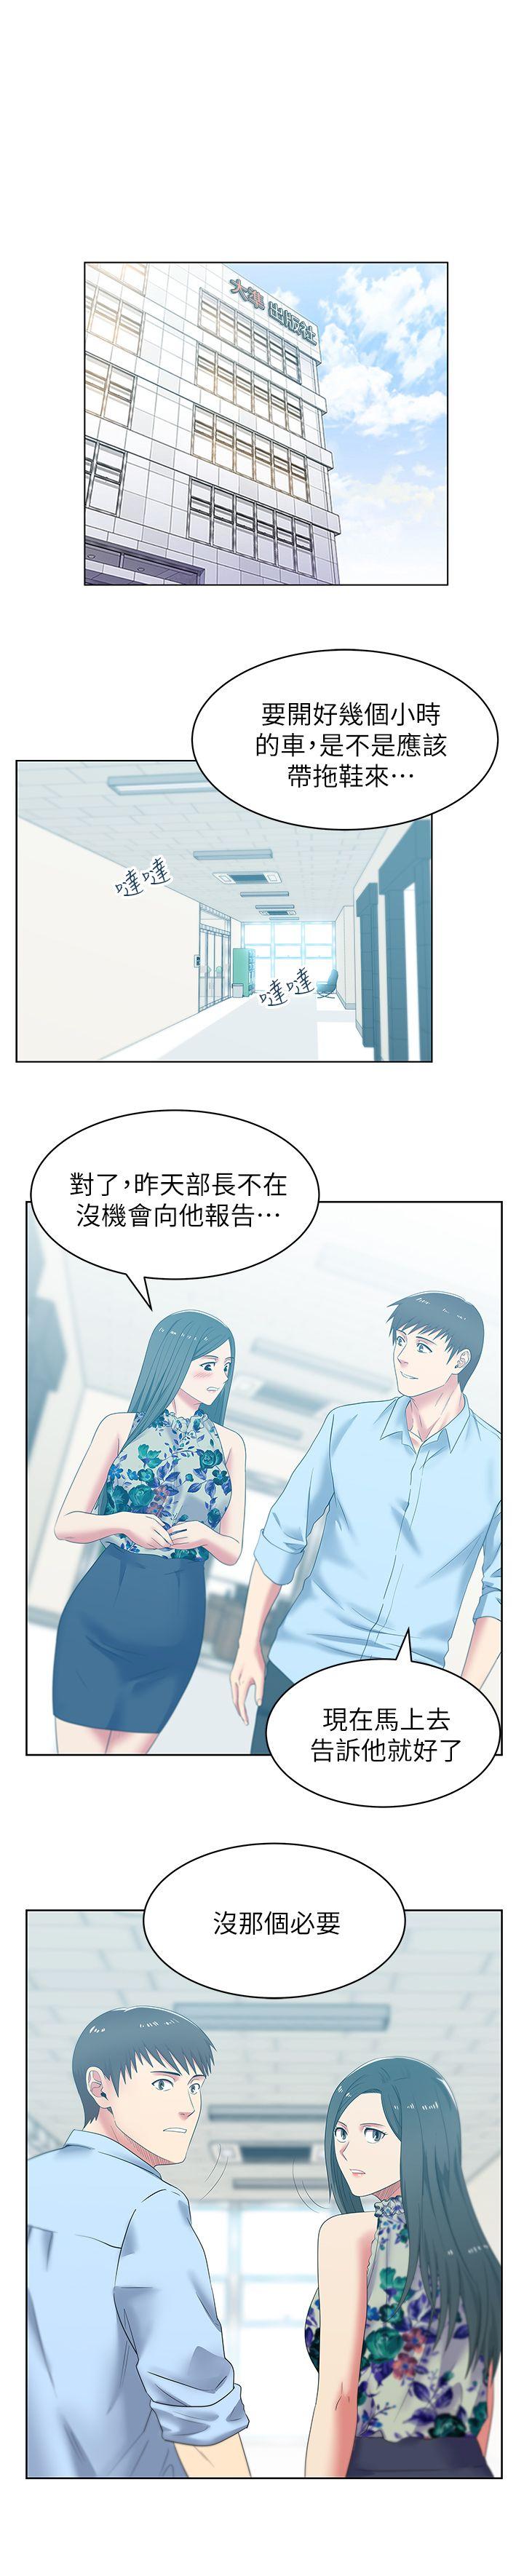 大準 出版社
要開好幾個小時
的車,是不是應該
帶拖鞋來…
噠噠
噠噠
對了,昨天部長不在
沒機會向他報告…
現在馬上去
告訴他就好了
沒那個必要